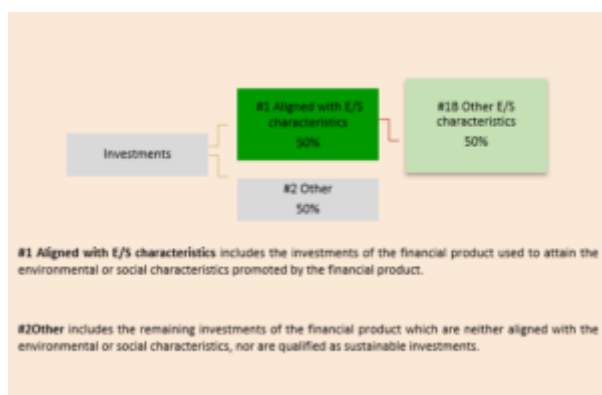 #1 Aligned with E/S
characteristics
50%
#1B Other E/S
characteristics
50%
Investments
#2 Other
50%
#1 Aligned with E/S characteristics includes the investments of the financial product used to attain the
environmental or social characteristics promoted by the financial product.
#2Other includes the remaining investments of the financial product which are neither aligned with the
environmental or social characteristics, nor are qualified as sustainable investments.